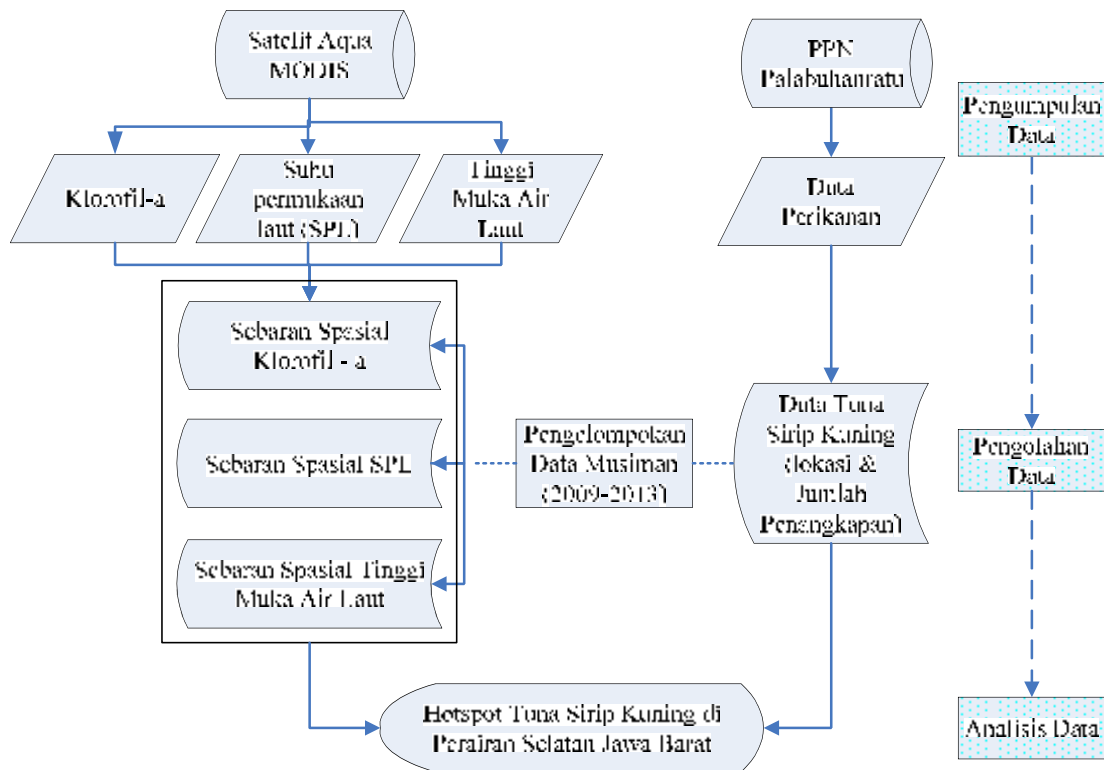 Satelit Aqua
MODIS
PPN
Palabuhanratu
Pengumpulan
Data
Klorofil-a
Suhu
permukaan
laut (SPL)
Tinggi
Muka Air
Laut
Data
Perikanan
Sebaran Spasial
Klorofil - a
Sebaran Spasial SPL
Sebaran Spasial Tinggi
Muka Air Laut
Pengelompokan
Data Musiman
(2009-2013)
Data Tuna
Sirip Kuning
(lokasi &
Jumlah
Penangkapan)
Pengolahan
Data
Hotspot Tuna Sirip Kuning di
Perairan Selatan Jawa Barat
Analisis Data